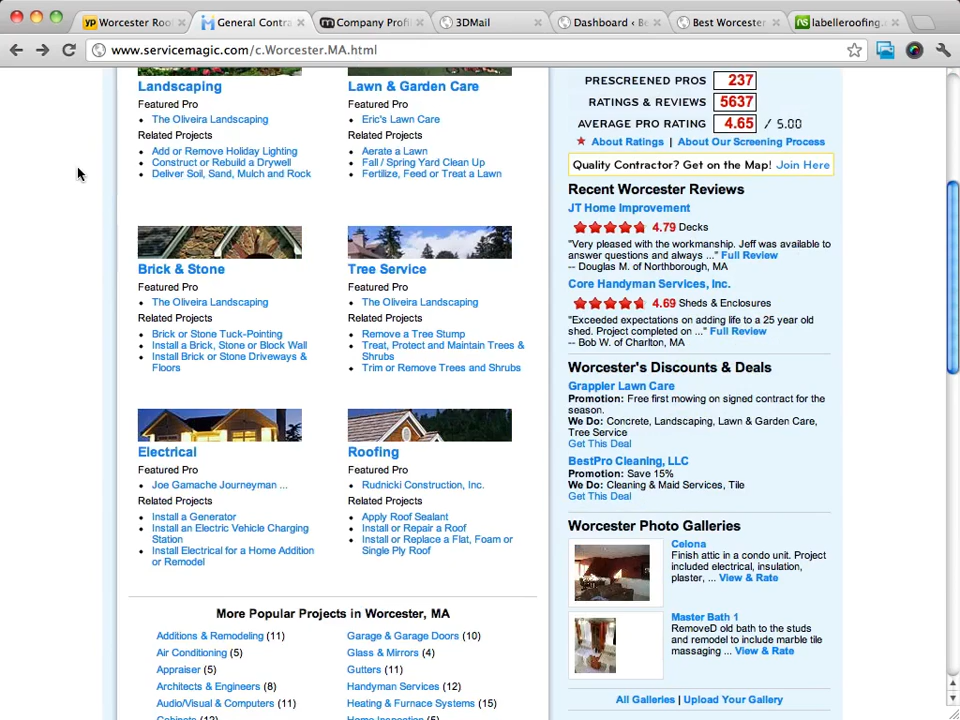 Worcester Roo
General Contra
Company Profi
3DMail
Dashboard ‹ Be
Best Worcester
labelleroofing.
www.servicemagic.com/c.Worcester.MA.html
Landscaping
Featured Pro
The Oliveira Landscaping
Related Projects
Add or Remove Holiday Lighting
Construct or Rebuild a Drywell
Deliver Soil, Sand, Mulch and Rock
Lawn & Garden Care
Featured Pro
Eric's Lawn Care
Related Projects
Aerate a Lawn
Fall / Spring Yard Clean Up
Fertilize, Feed or Treat a Lawn
Brick & Stone
Featured Pro
The Oliveira Landscaping
Related Projects
Brick or Stone Tuck-Pointing
Install a Brick, Stone or Block Wall
Install Brick or Stone Driveways &
Floors
Tree Service
Featured Pro
The Oliveira Landscaping
Related Projects
Remove a Tree Stump
Treat, Protect and Maintain Trees &
Shrubs
Trim or Remove Trees and Shrubs
Electrical
Featured Pro
Joe Gamache Journeyman ...
Related Projects
Install a Generator
Install an Electric Vehicle Charging
Station
Install Electrical for a Home Addition
or Remodel
Roofing
Featured Pro
Rudnicki Construction, Inc.
Related Projects
Apply Roof Sealant
Install or Repair a Roof
Install or Replace a Flat, Foam or
Single Ply Roof
More Popular Projects in Worcester, MA
Additions & Remodeling (11)
Air Conditioning (5)
Appraiser (5)
Architects & Engineers (8)
Audio/Visual & Computers (11)
Cabinets (12)
Garage & Garage Doors (10)
Glass & Mirrors (4)
Gutters (11)
Handyman Services (12)
Heating & Furnace Systems (15)
Home Inspection (5)
PRESCREENED PROS 237
RATINGS & REVIEWS 5637
AVERAGE PRO RATING 4.65 / 5.00
About Ratings | About Our Screening Process
Quality Contractor? Get on the Map! Join Here
Recent Worcester Reviews
JT Home Improvement
4.79 Decks
"Very pleased with the workmanship. Jeff was available to
answer questions and always ..." Full Review
-- Douglas M. of Northborough, MA
Core Handyman Services, Inc.
4.69 Sheds & Enclosures
"Exceeded expectations on adding life to a 25 year old
shed. Project completed on ..." Full Review
-- Bob W. of Charlton, MA
Worcester's Discounts & Deals
Grappler Lawn Care
Promotion: Free first mowing on signed contract for the
season.
We Do: Concrete, Landscaping, Lawn & Garden Care,
Tree Service
Get This Deal
BestPro Cleaning, LLC
Promotion: Save 15%
We Do: Cleaning & Maid Services, Tile
Get This Deal
Worcester Photo Galleries
Celona
Finish attic in a condo unit. Project
included electrical, insulation,
plaster, ... View & Rate
Master Bath 1
RemoveD old bath to the studs
and remodel to include marble tile
massaging ... View & Rate
All Galleries | Upload Your Gallery